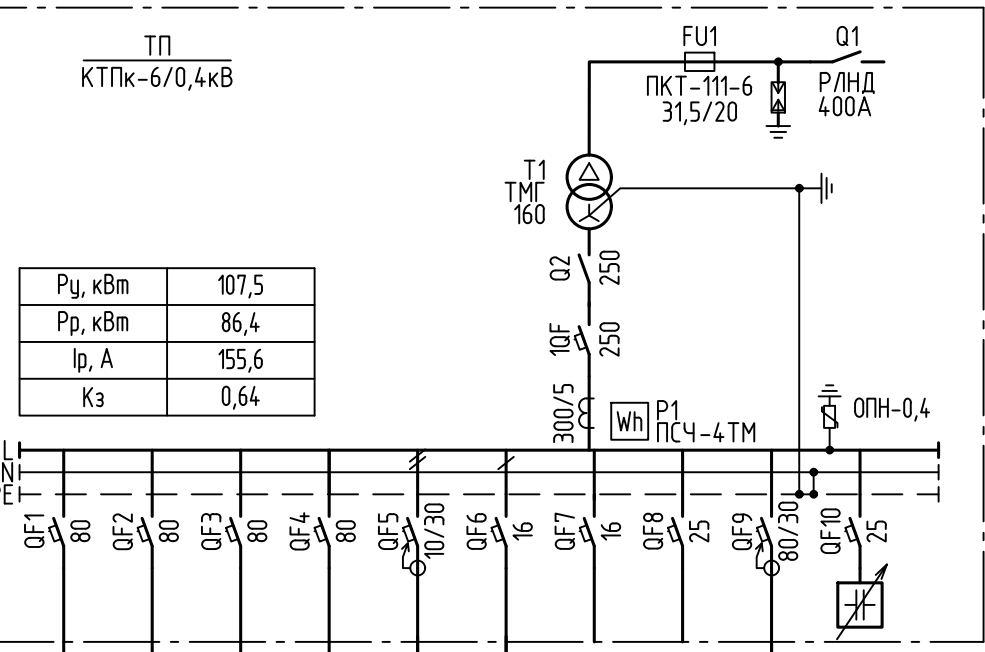 ТП
КТПк-6/0,4кВ
FU1
Q1
ПКТ-111-6
31,5/20
РЛНД
400А
Т1
ТМГ
160
Q2
250
1QF
250
300/5
Wh
Р1
ПСЧ-4ТМ
ОПН-0,4
Ру, кВт 107,5
Рр, кВт 86,4
Iр, А 155,6
Кз 0,64
L
N
PE
QF1 80
QF2 80
QF3 80
QF4 80
QF5 10/30
QF6 16
QF7 16
QF8 25
QF9 80/30
QF10 25